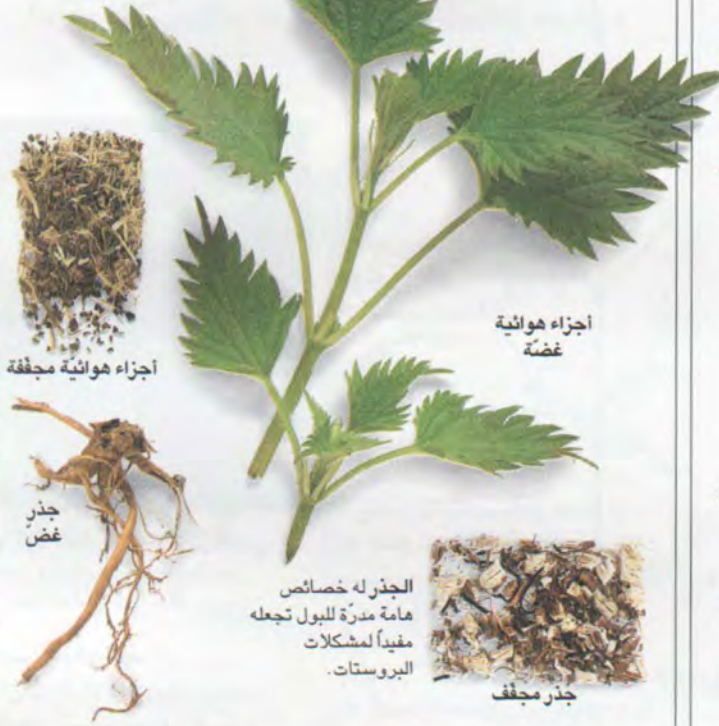 أجزاء هوائية
غضّة
أجزاء هوائيّة مجفّفة
جذر
غضّ
الجذر له خصائص
هامة مدرّة للبول تجعله
مفيداً لمشكلات
البروستات.
جذر مجفّف